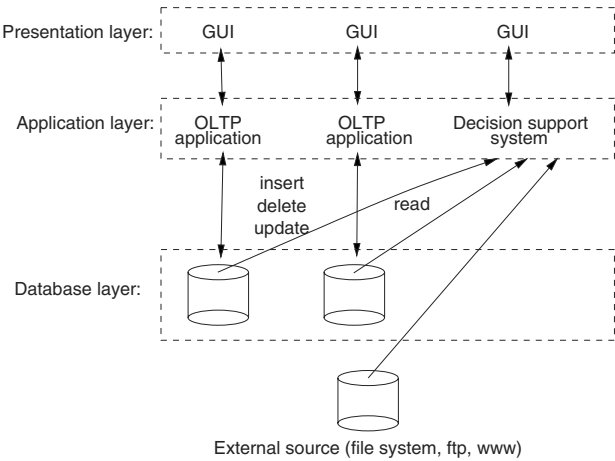 Presentation layer: GUI GUI GUI
Application layer: OLTP application OLTP application Decision support system
insert
delete
update
read
Database layer:
External source (file system, ftp, www)